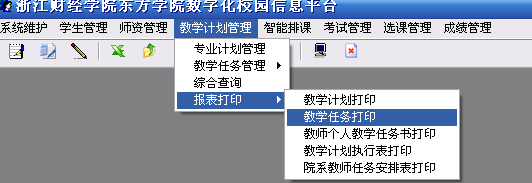 浙江财经学院东方学院数字化校园信息平台
系统维护 学生管理 师资管理 教学计划管理 智能排课 考试管理 选课管理 成绩管理
专业计划管理
教学任务管理
综合查询
报表打印
教学计划打印
教学任务打印
教师个人教学任务书打印
教学计划执行表打印
院系教师任务安排表打印